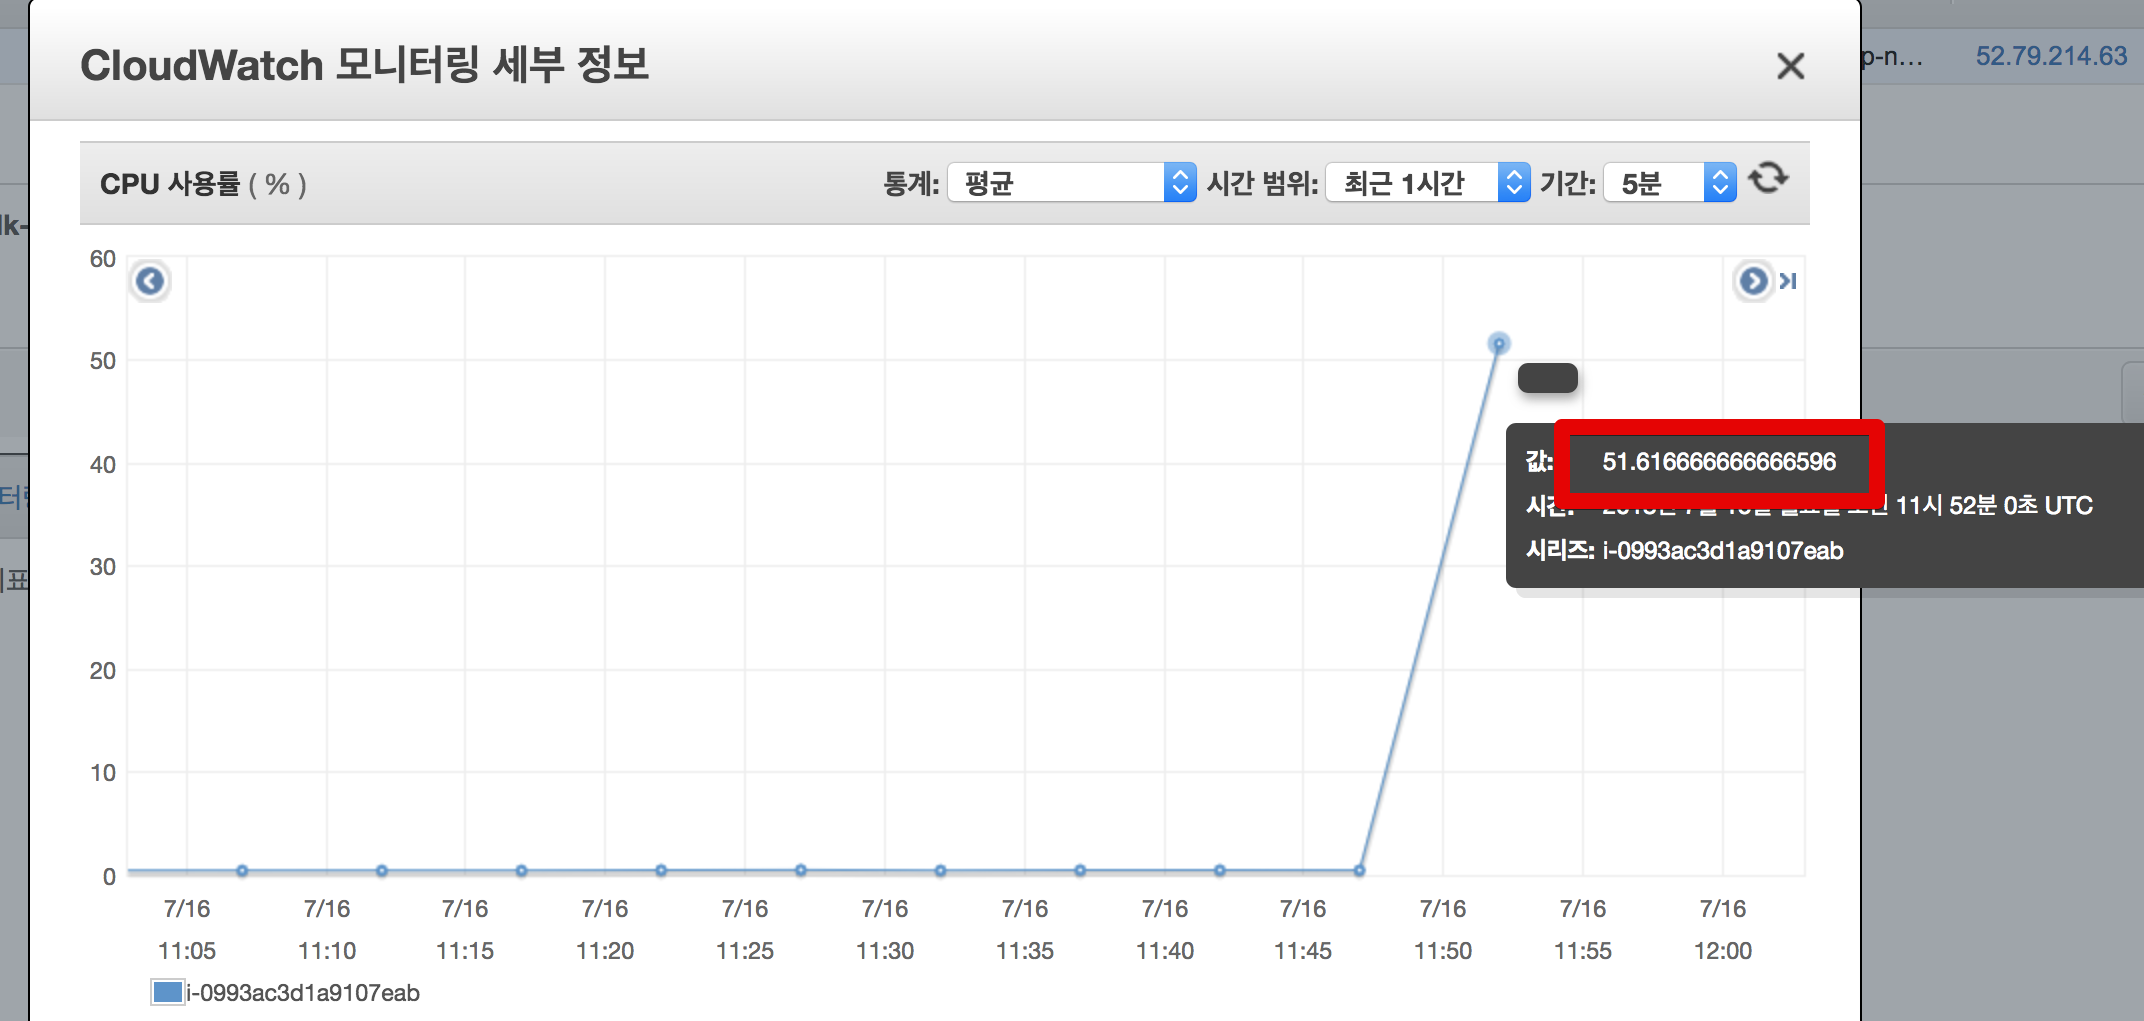 CloudWatch 모니터링 세부 정보
p-n...
52.79.214.63
CPU 사용률 ( % )
통계: 평균 시간 범위: 최근 1시간 기간: 5분
lk-
60
50
40
30
20
10
0
값: 51.616666666666596
시간: 11시 52분 0초 UTC
시리즈: i-0993ac3d1a9107eab
7/16 7/16 7/16 7/16 7/16 7/16 7/16 7/16 7/16 7/16 7/16 7/16
11:05 11:10 11:15 11:20 11:25 11:30 11:35 11:40 11:45 11:50 11:55 12:00
i-0993ac3d1a9107eab